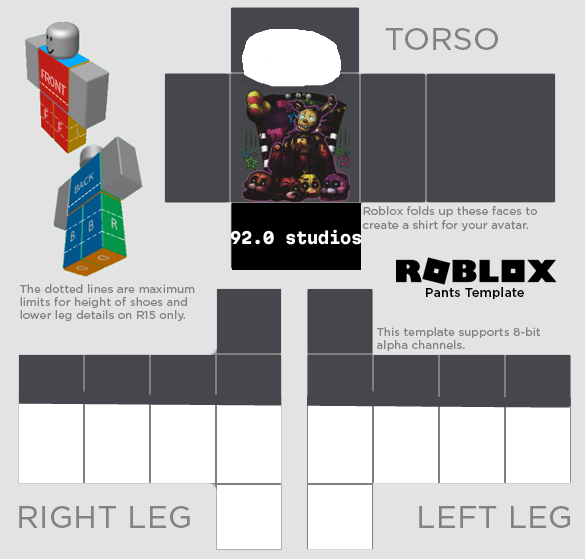 TORSO
FRONT
F
F
L
BACK
B
B
R
92.0 studios
Roblox folds up these faces to
create a shirt for your avatar.
ROBLOX
Pants Template
The dotted lines are maximum
limits for height of shoes and
lower leg details on R15 only.
This template supports 8-bit
alpha channels.
RIGHT LEG
LEFT LEG